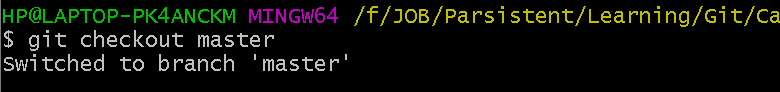 HP@LAPTOP-PK4ANCKM MINGW64 /f/JOB/Parsistent/Learning/Git/Ca
$ git checkout master
Switched to branch 'master'